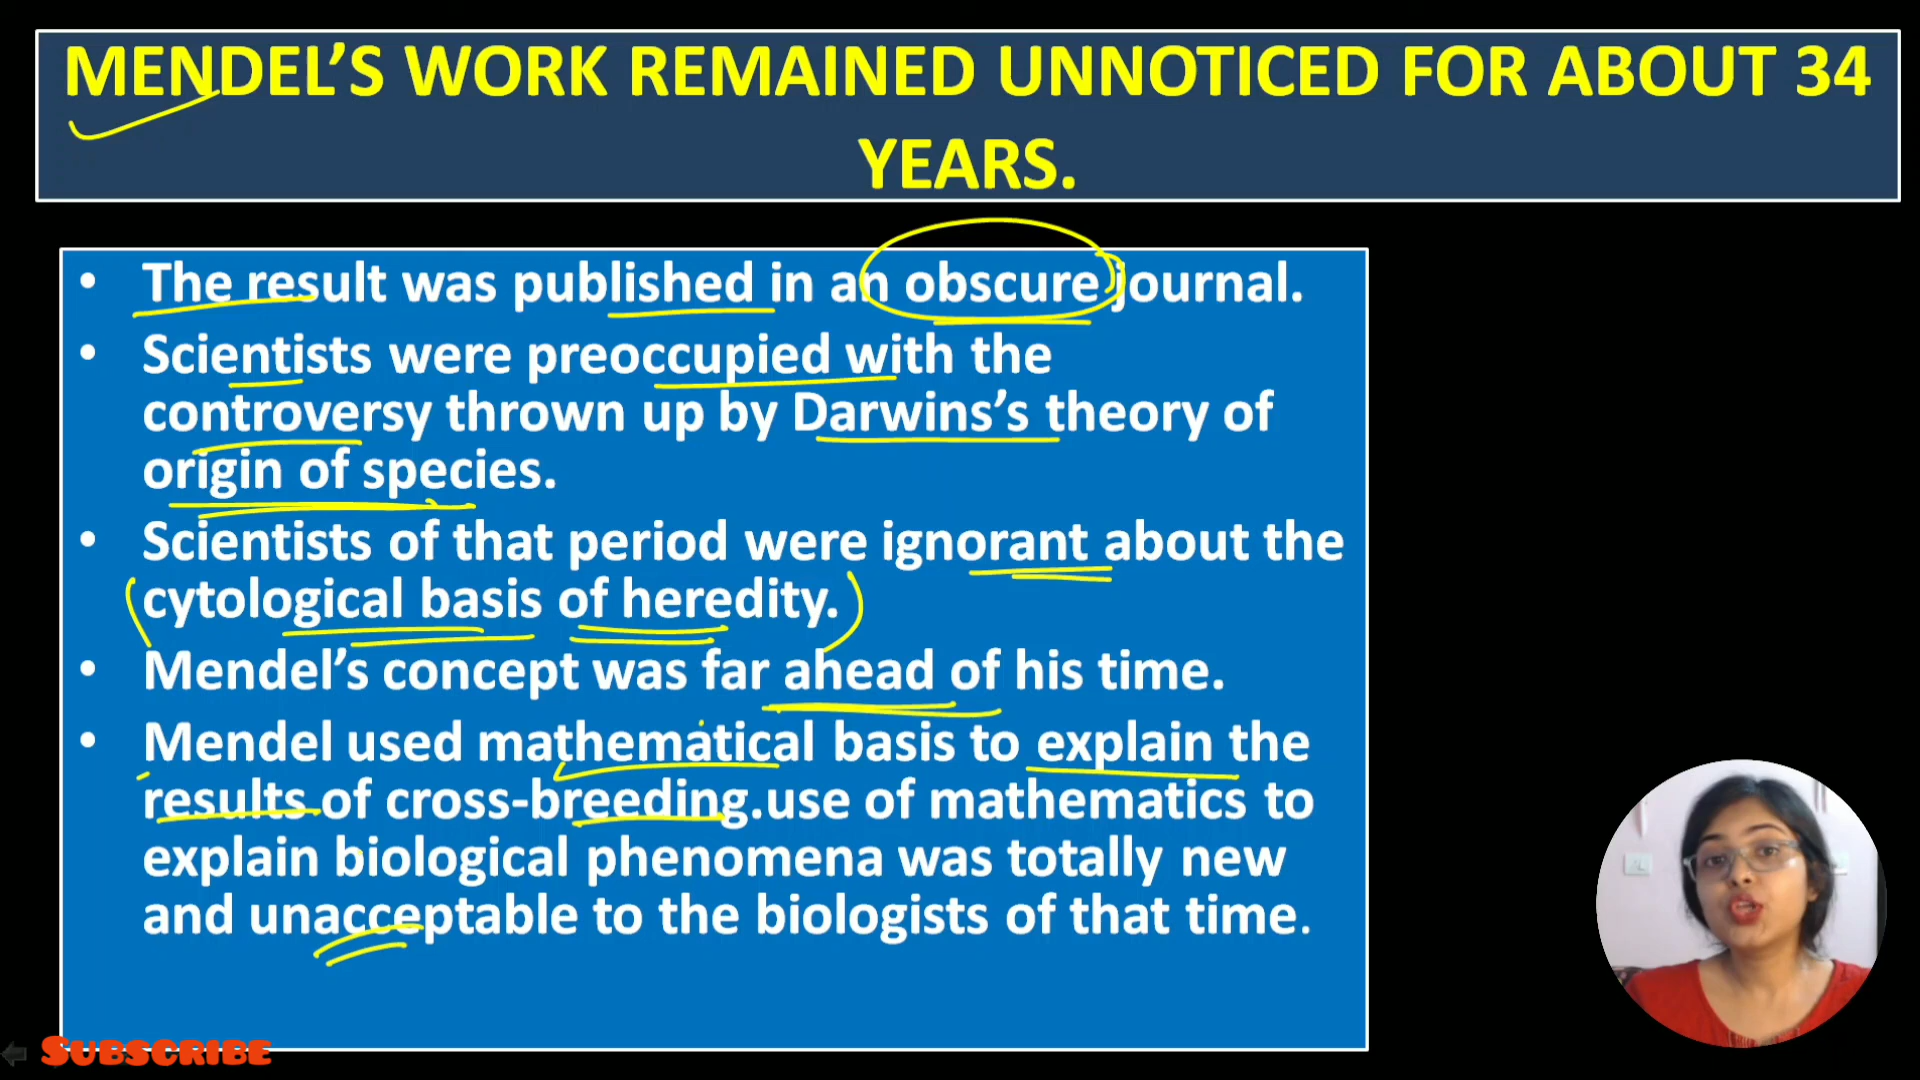 MENDEL’S WORK REMAINED UNNOTICED FOR ABOUT 34
YEARS.
• The result was published in an obscure journal.
• Scientists were preoccupied with the
controversy thrown up by Darwins’s theory of
origin of species.
• Scientists of that period were ignorant about the
cytological basis of heredity.
• Mendel’s concept was far ahead of his time.
• Mendel used mathematical basis to explain the
results of cross-breeding.use of mathematics to
explain biological phenomena was totally new
and unacceptable to the biologists of that time.
SUBSCRIBE